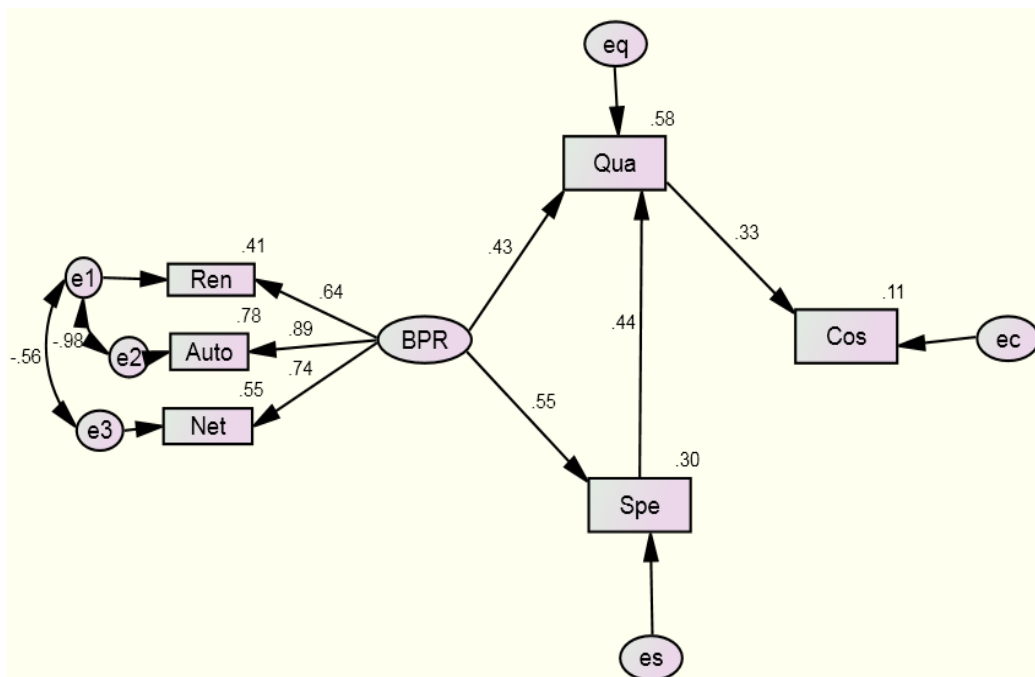 eq
.58
Qua
.43
.33
.41
e1
Ren
.64
.11
.44
Cos
ec
.78
-.56
-.98
e2
Auto
.89
BPR
.74
.55
.55
e3
Net
.30
Spe
es